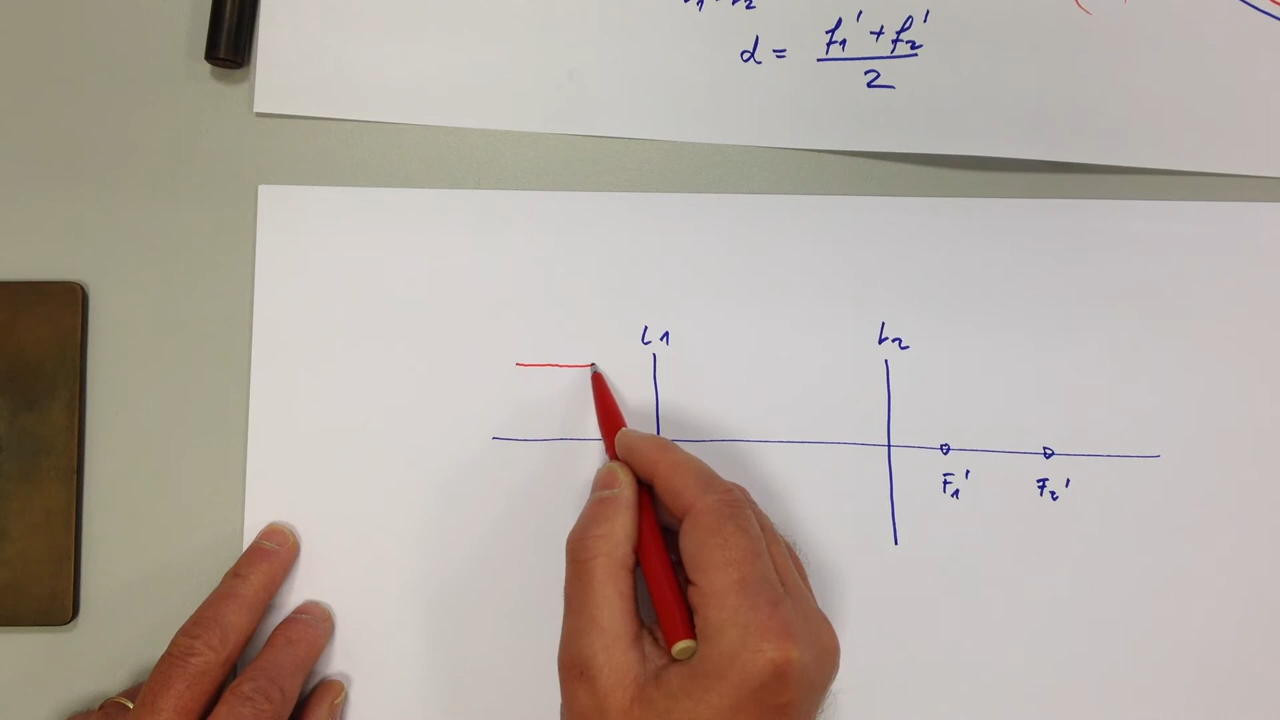 d = f₁' + f₂' / 2
L1 L2
F₁' F₂'